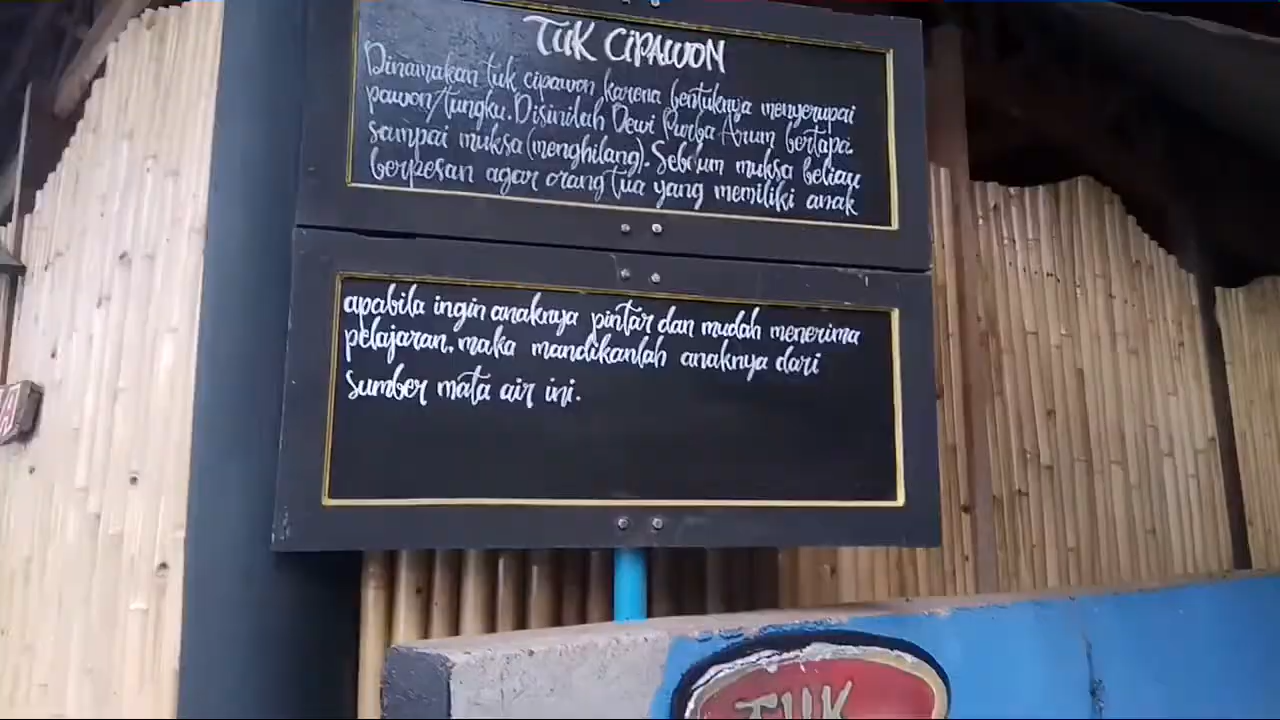 TUK CIPAWON
Dinamakan tuk cipawon karena bentuknya menyerupai
pawon/tungku. Disinilah Dewi Purba Arum bertapa
sampai muksa (menghilang). Sebelum muksa beliau
berpesan agar orang tua yang memiliki anak
apabila ingin anaknya pintar dan mudah menerima
pelajaran, maka mandikanlah anaknya dari
sumber mata air ini.
TUK